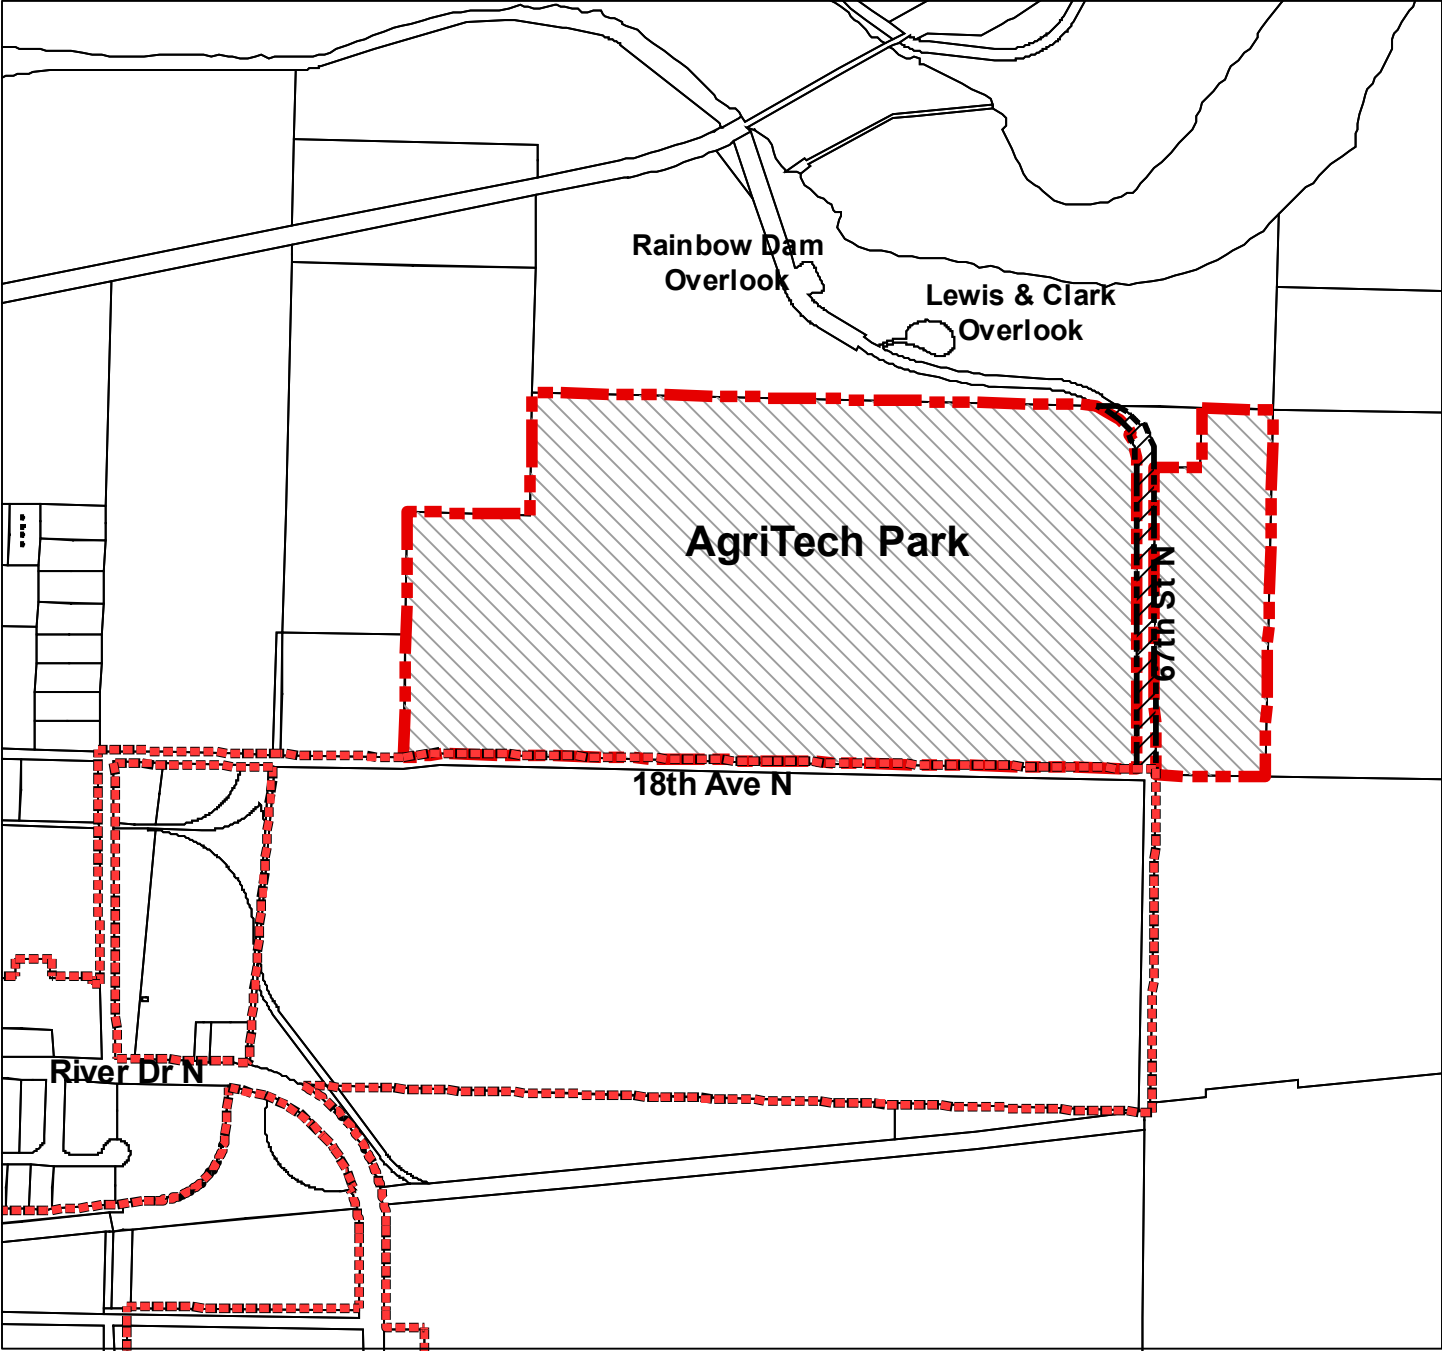 Rainbow Dam
Overlook
Lewis & Clark
Overlook
AgriTech Park
67th St N
18th Ave N
River Dr N